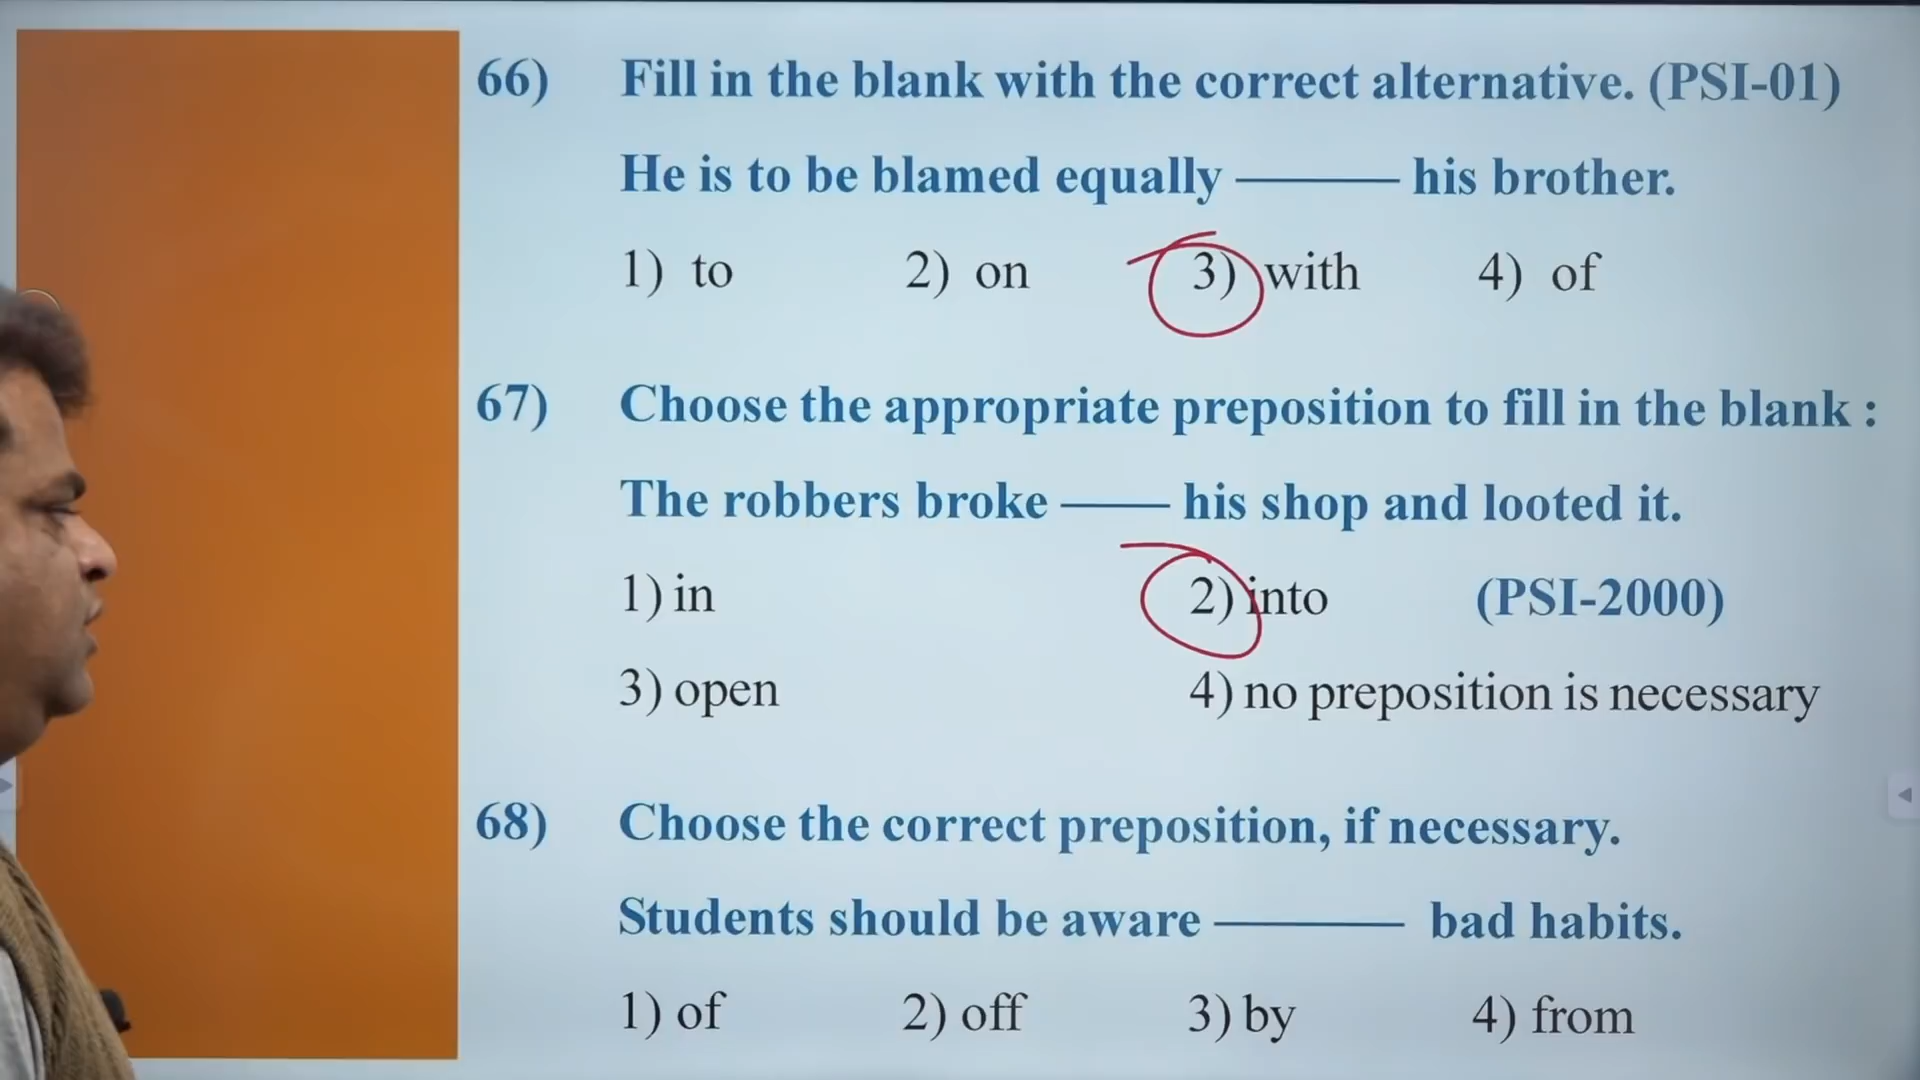 66) Fill in the blank with the correct alternative. (PSI-01)
He is to be blamed equally ——— his brother.
1) to 2) on 3) with 4) of
67) Choose the appropriate preposition to fill in the blank :
The robbers broke —— his shop and looted it.
1) in 2) into (PSI-2000)
3) open 4) no preposition is necessary
68) Choose the correct preposition, if necessary.
Students should be aware ——— bad habits.
1) of 2) off 3) by 4) from